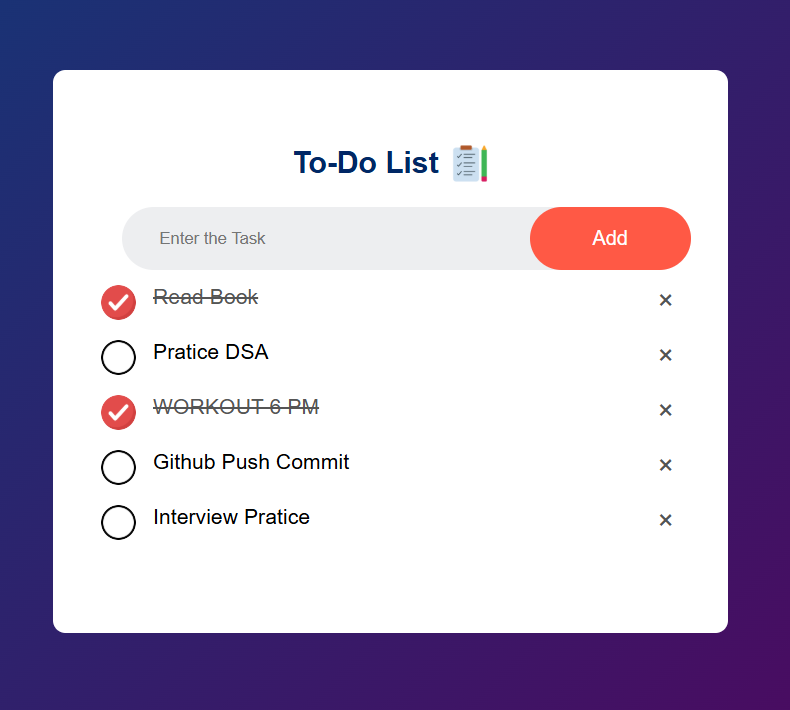 To-Do List
Enter the Task
Add
Read Book
Pratice DSA
WORKOUT 6 PM
Github Push Commit
Interview Pratice